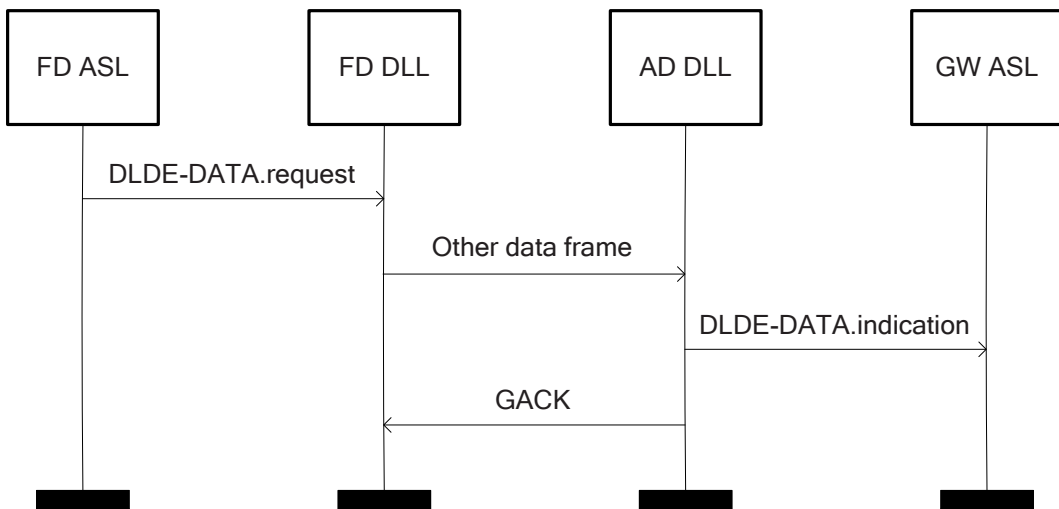 FD ASL
FD DLL
AD DLL
GW ASL
DLDE-DATA.request
Other data frame
DLDE-DATA.indication
GACK